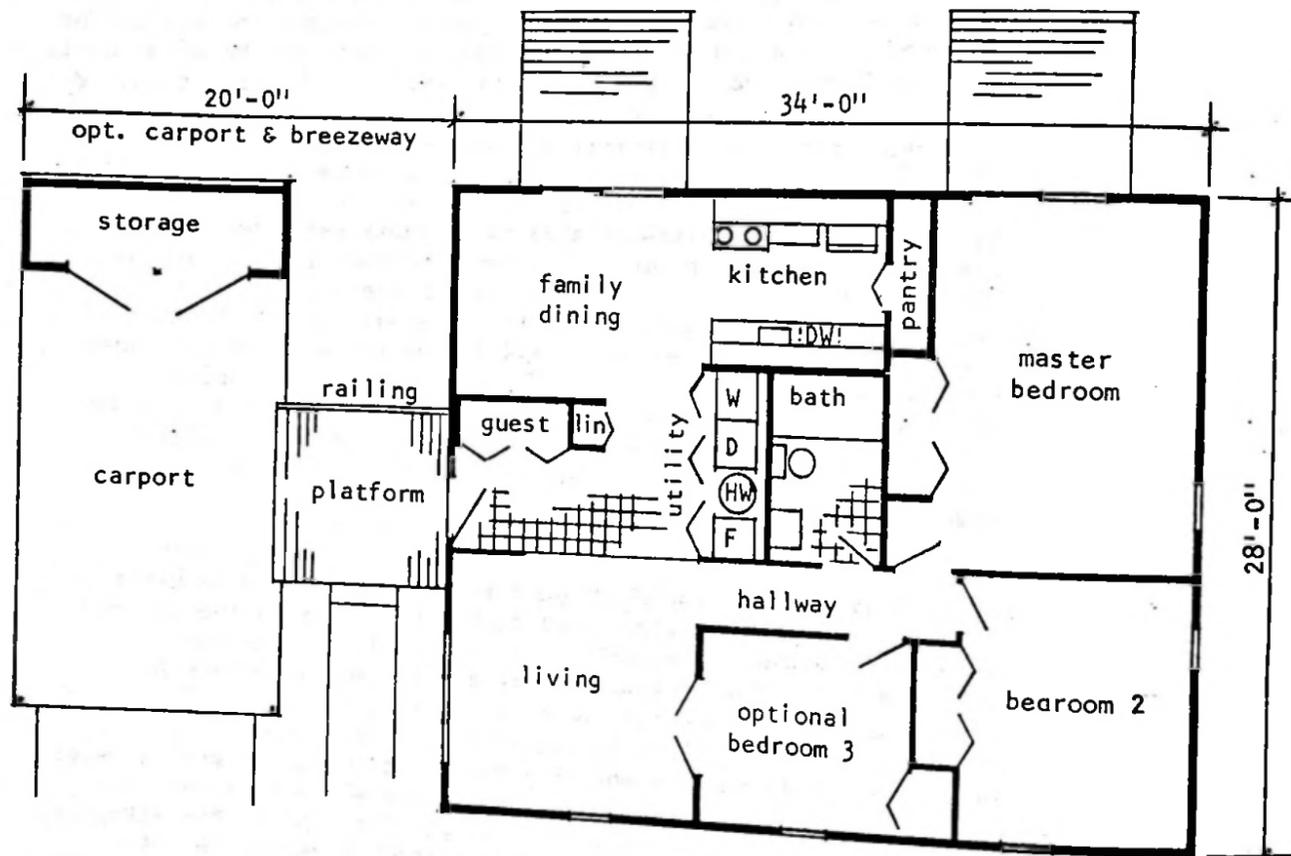 20'-0"
34'-0"
opt. carport & breezeway
storage
kitchen
pantry
family
dining
!DW!
master
bedroom
railing
W
bath
guest
lin
D
utility
carport
platform
HW
F
28'-0"
hallway
living
optional
bedroom 3
bearoom 2